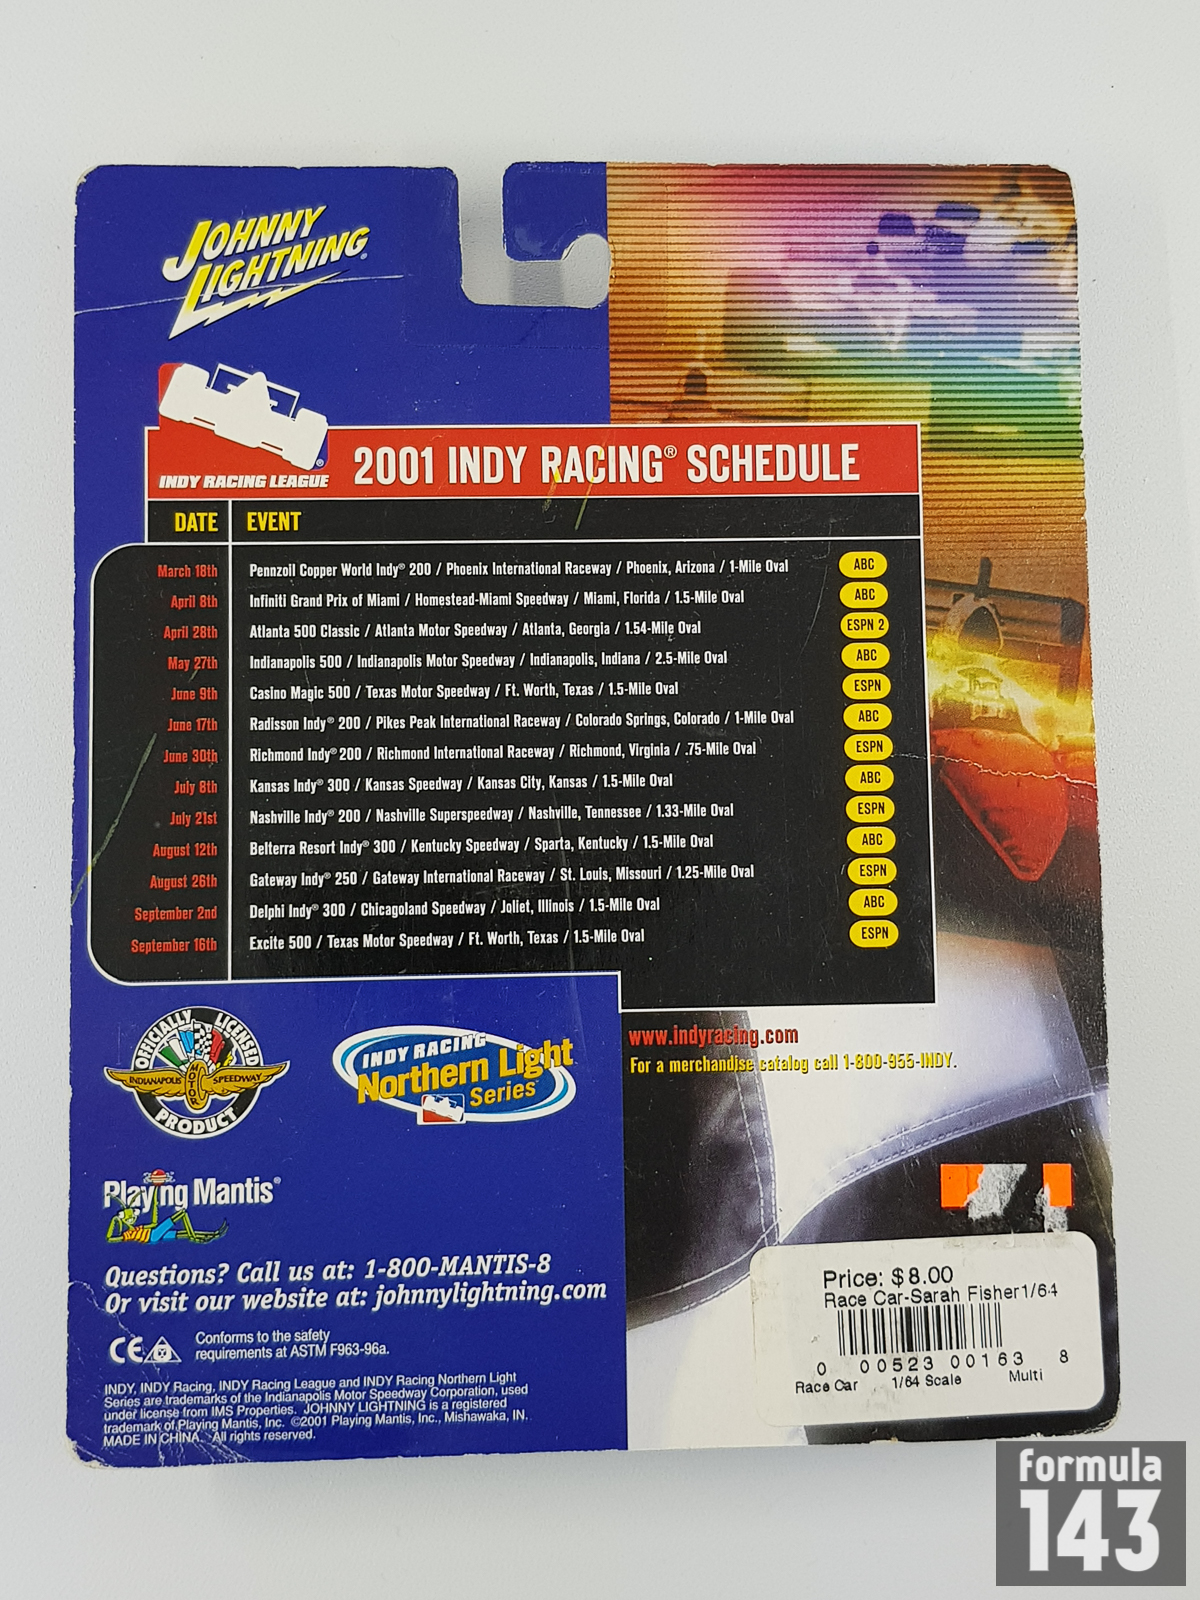 JOHNNY
LIGHTNING®
INDY RACING LEAGUE
2001 INDY RACING® SCHEDULE
DATE EVENT
March 18th Pennzoil Copper World Indy® 200 / Phoenix International Raceway / Phoenix, Arizona / 1-Mile Oval ABC
April 8th Infiniti Grand Prix of Miami / Homestead-Miami Speedway / Miami, Florida / 1.5-Mile Oval ABC
April 28th Atlanta 500 Classic / Atlanta Motor Speedway / Atlanta, Georgia / 1.54-Mile Oval ESPN 2
May 27th Indianapolis 500 / Indianapolis Motor Speedway / Indianapolis, Indiana / 2.5-Mile Oval ABC
June 9th Casino Magic 500 / Texas Motor Speedway / Ft. Worth, Texas / 1.5-Mile Oval ESPN
June 17th Radisson Indy® 200 / Pikes Peak International Raceway / Colorado Springs, Colorado / 1-Mile Oval ABC
June 30th Richmond Indy® 200 / Richmond International Raceway / Richmond, Virginia / .75-Mile Oval ESPN
July 8th Kansas Indy® 300 / Kansas Speedway / Kansas City, Kansas / 1.5-Mile Oval ABC
July 21st Nashville Indy® 200 / Nashville Superspeedway / Nashville, Tennessee / 1.33-Mile Oval ESPN
August 12th Belterra Resort Indy® 300 / Kentucky Speedway / Sparta, Kentucky / 1.5-Mile Oval ABC
August 26th Gateway Indy® 250 / Gateway International Raceway / St. Louis, Missouri / 1.25-Mile Oval ESPN
September 2nd Delphi Indy® 300 / Chicagoland Speedway / Joliet, Illinois / 1.5-Mile Oval ABC
September 16th Excite 500 / Texas Motor Speedway / Ft. Worth, Texas / 1.5-Mile Oval ESPN
OFFICIALLY LICENSED
INDIANAPOLIS MOTOR SPEEDWAY
PRODUCT
INDY RACING
Northern Light
Series
www.indyracing.com
For a merchandise catalog call 1-800-955-INDY.
Playing Mantis®
Questions? Call us at: 1-800-MANTIS-8
Or visit our website at: johnnylightning.com
CE Conforms to the safety
requirements at ASTM F963-96a.
INDY, INDY Racing, INDY Racing League and INDY Racing Northern Light
Series are trademarks of the Indianapolis Motor Speedway Corporation, used
under license from IMS Properties. JOHNNY LIGHTNING is a registered
trademark of Playing Mantis, Inc. ©2001 Playing Mantis, Inc., Mishawaka, IN.
MADE IN CHINA. All rights reserved.
Price: $8.00
Race Car-Sarah Fisher1/64
0 00523 00163 8
Race Car 1/64 Scale Multi
formula
143